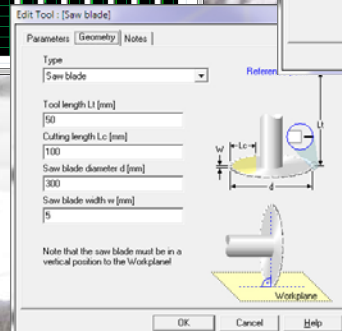 Edit Tool : [Saw blade]
Parameters Geometry Notes
Type
Saw blade
Tool length Lt [mm]
50
Cutting length Lc [mm]
100
Saw blade diameter d [mm]
300
Saw blade width w [mm]
5
Note that the saw blade must be in a
vertical position to the Workplane!
Lt
w
Lc
d
Workplane
OK Cancel Help